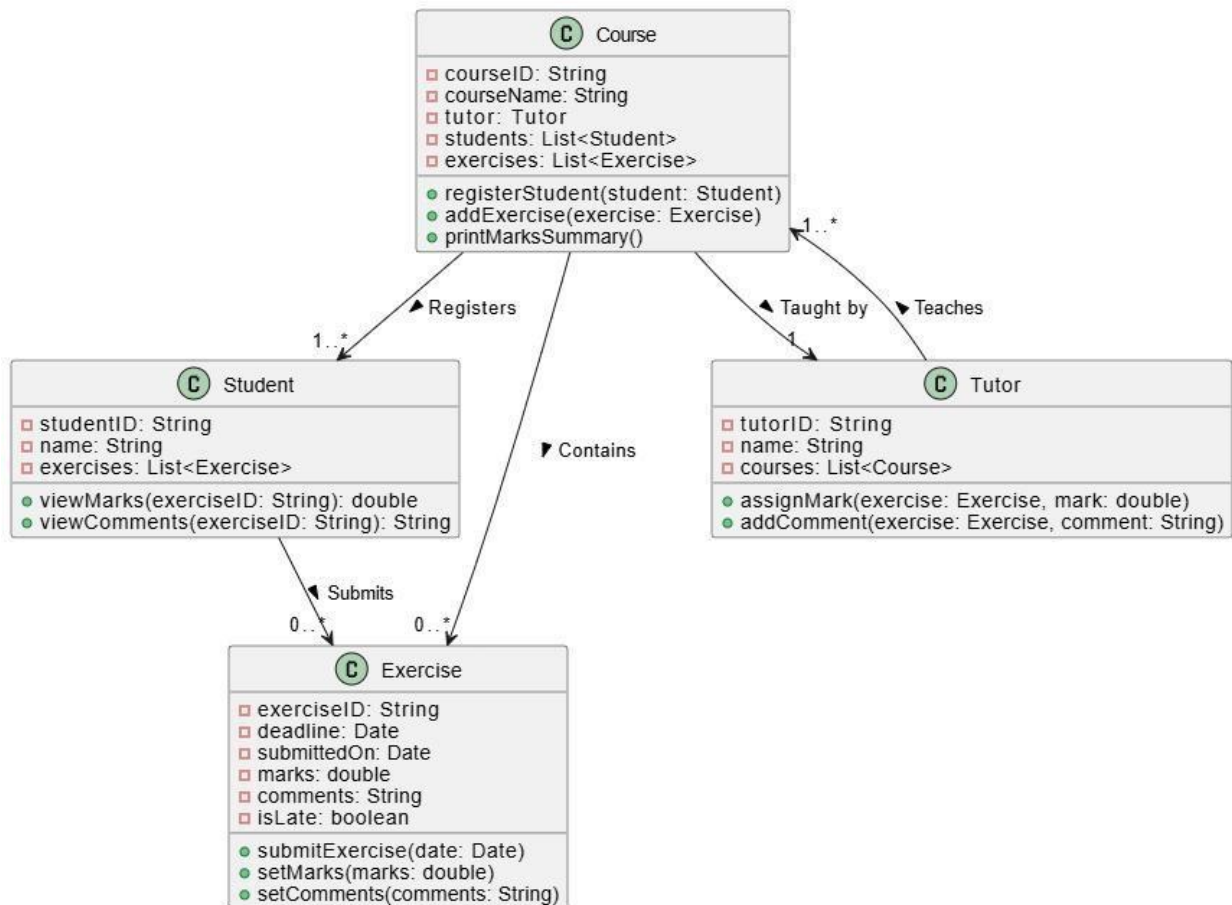 C Course
courseID: String
courseName: String
tutor: Tutor
students: List<Student>
exercises: List<Exercise>
registerStudent(student: Student)
addExercise(exercise: Exercise)
printMarksSummary()
1..*
Registers
Taught by
Teaches
1..*
1
C Student
studentID: String
name: String
exercises: List<Exercise>
viewMarks(exerciseID: String): double
viewComments(exerciseID: String): String
C Tutor
tutorID: String
name: String
courses: List<Course>
assignMark(exercise: Exercise, mark: double)
addComment(exercise: Exercise, comment: String)
Contains
Submits
0..*
0..*
C Exercise
exerciseID: String
deadline: Date
submittedOn: Date
marks: double
comments: String
isLate: boolean
submitExercise(date: Date)
setMarks(marks: double)
setComments(comments: String)